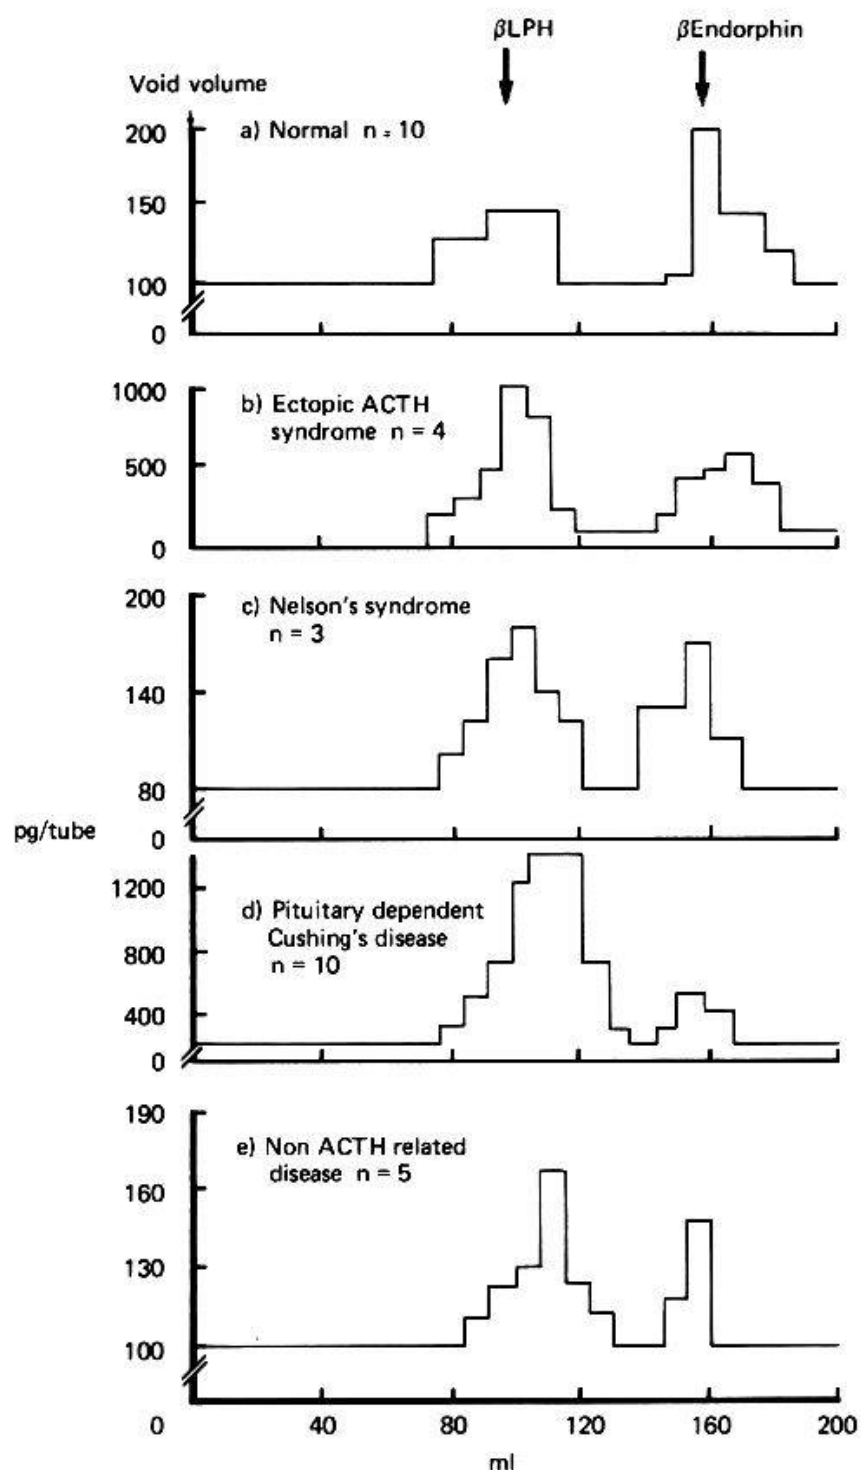 βLPH
βEndorphin
Void volume
a) Normal n = 10
200
150
100
0
b) Ectopic ACTH
syndrome n = 4
1000
500
0
c) Nelson's syndrome
n = 3
200
140
80
0
pg/tube
d) Pituitary dependent
Cushing's disease
n = 10
1200
800
400
0
e) Non ACTH related
disease n = 5
190
160
130
100
0 40 80 120 160 200
ml